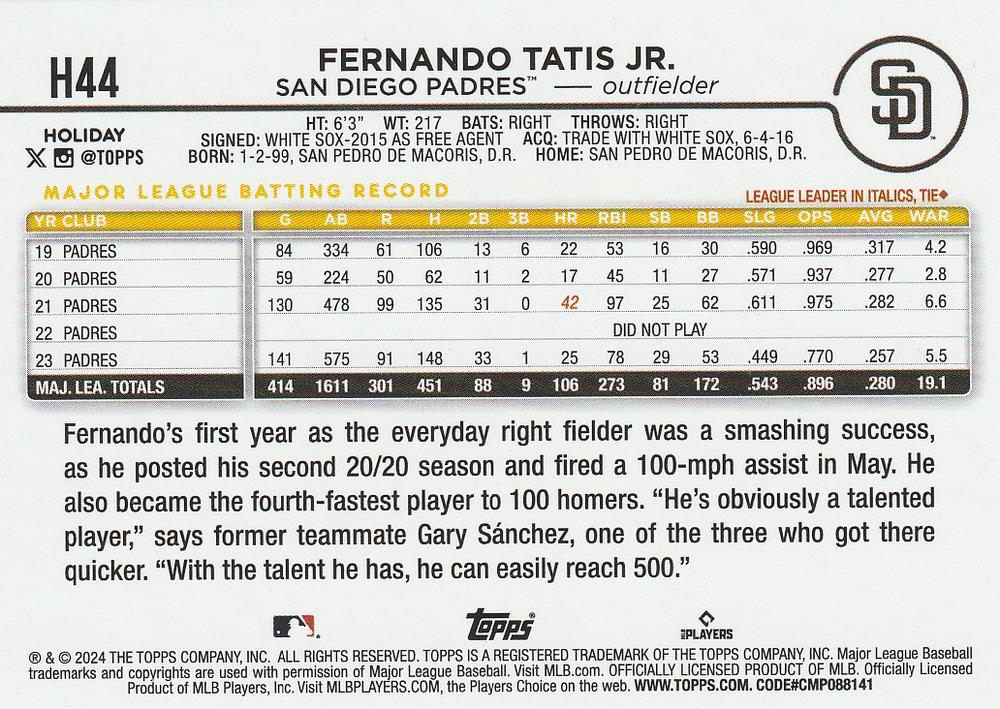 H44
FERNANDO TATIS JR.
SAN DIEGO PADRES™ — outfielder
SD
HOLIDAY
@TOPPS
HT: 6'3" WT: 217 BATS: RIGHT THROWS: RIGHT
SIGNED: WHITE SOX-2015 AS FREE AGENT ACQ: TRADE WITH WHITE SOX, 6-4-16
BORN: 1-2-99, SAN PEDRO DE MACORIS, D.R. HOME: SAN PEDRO DE MACORIS, D.R.
MAJOR LEAGUE BATTING RECORD
LEAGUE LEADER IN ITALICS, TIE◆
YR CLUB G AB R H 2B 3B HR RBI SB BB SLG OPS AVG WAR
19 PADRES 84 334 61 106 13 6 22 53 16 30 .590 .969 .317 4.2
20 PADRES 59 224 50 62 11 2 17 45 11 27 .571 .937 .277 2.8
21 PADRES 130 478 99 135 31 0 42 97 25 62 .611 .975 .282 6.6
22 PADRES DID NOT PLAY
23 PADRES 141 575 91 148 33 1 25 78 29 53 .449 .770 .257 5.5
MAJ. LEA. TOTALS 414 1611 301 451 88 9 106 273 81 172 .543 .896 .280 19.1
Fernando's first year as the everyday right fielder was a smashing success,
as he posted his second 20/20 season and fired a 100-mph assist in May. He
also became the fourth-fastest player to 100 homers. "He's obviously a talented
player," says former teammate Gary Sánchez, one of the three who got there
quicker. "With the talent he has, he can easily reach 500."
Topps®
MLB PLAYERS
® & © 2024 THE TOPPS COMPANY, INC. ALL RIGHTS RESERVED. TOPPS IS A REGISTERED TRADEMARK OF THE TOPPS COMPANY, INC. Major League Baseball
trademarks and copyrights are used with permission of Major League Baseball. Visit MLB.com. OFFICIALLY LICENSED PRODUCT OF MLB. Officially Licensed
Product of MLB Players, Inc. Visit MLBPLAYERS.COM, the Players Choice on the web. WWW.TOPPS.COM. CODE#CMP088141